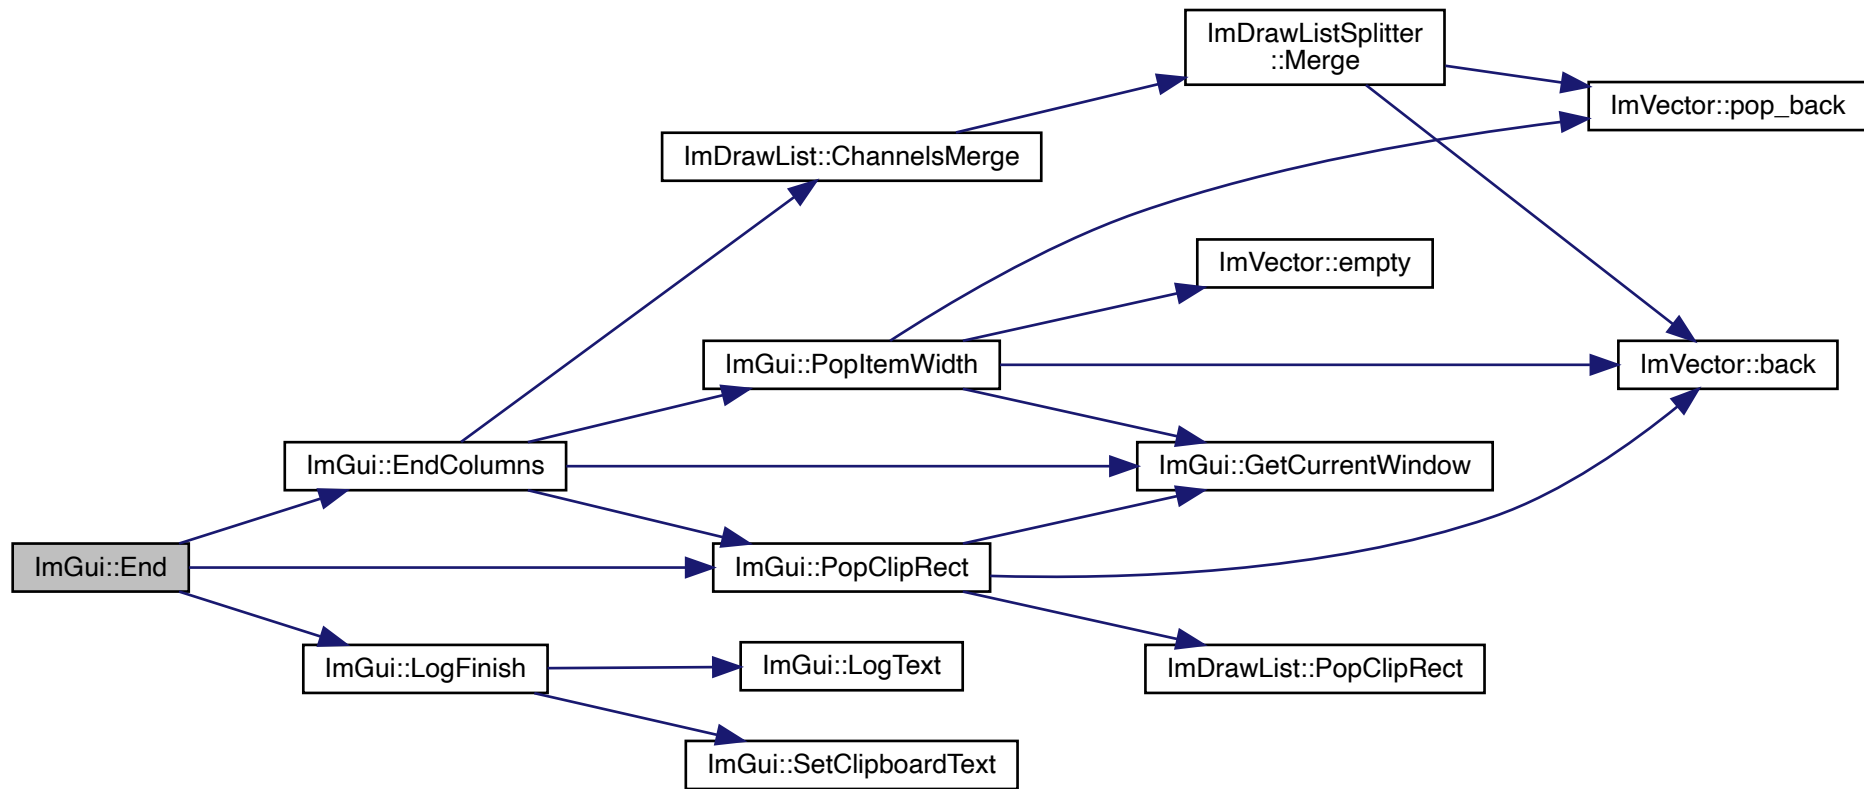 ImDrawListSplitter
::Merge
ImVector::pop_back
ImDrawList::ChannelsMerge
ImVector::empty
ImGui::PopItemWidth
ImVector::back
ImGui::EndColumns
ImGui::GetCurrentWindow
ImGui::End
ImGui::PopClipRect
ImGui::LogFinish
ImGui::LogText
ImDrawList::PopClipRect
ImGui::SetClipboardText